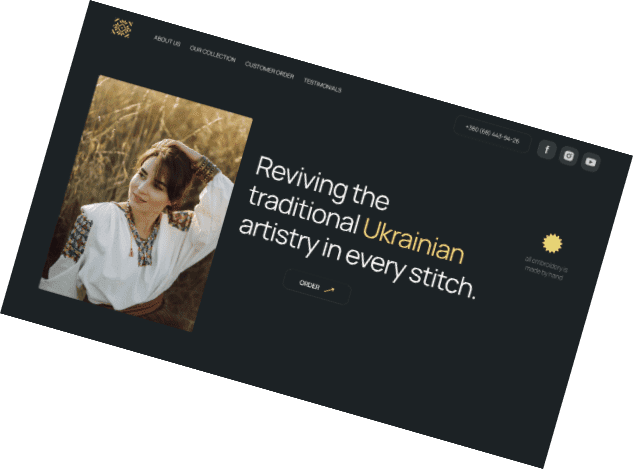 ABOUT US
OUR COLLECTION
CUSTOMER ORDER
TESTIMONIALS
+380 (68) 443-94-26
Reviving the
traditional Ukrainian
artistry in every stitch.
ORDER
all embroidery is
made by hand